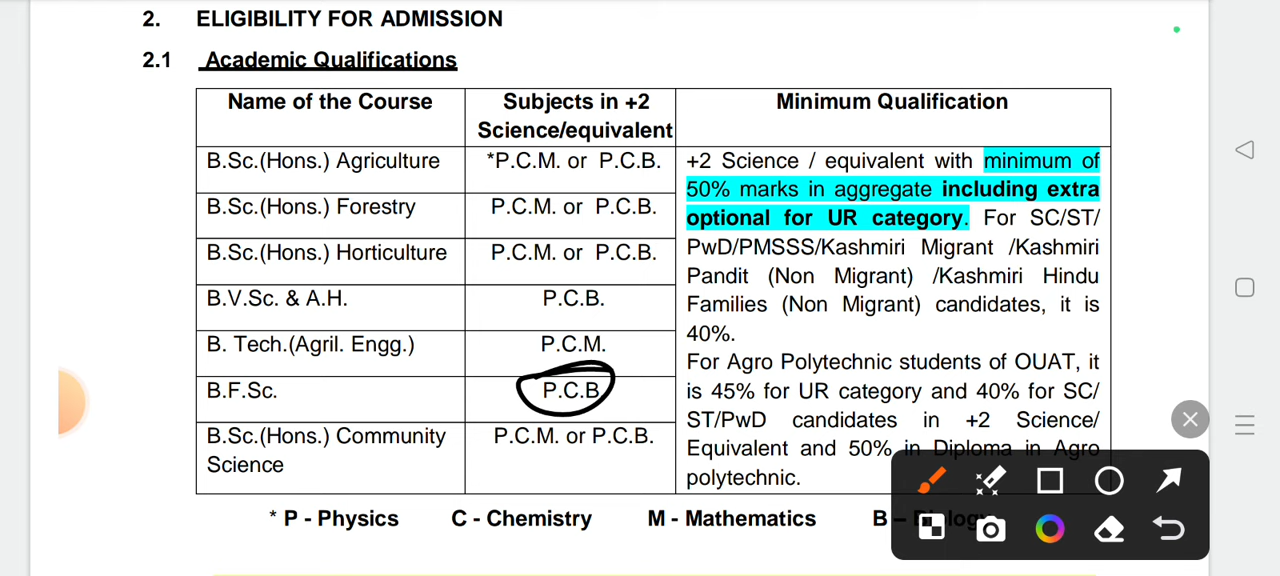 2. ELIGIBILITY FOR ADMISSION
2.1 Academic Qualifications
Name of the Course
Subjects in +2
Science/equivalent
Minimum Qualification
B.Sc.(Hons.) Agriculture
*P.C.M. or P.C.B.
B.Sc.(Hons.) Forestry
P.C.M. or P.C.B.
B.Sc.(Hons.) Horticulture
P.C.M. or P.C.B.
B.V.Sc. & A.H.
P.C.B.
B. Tech.(Agril. Engg.)
P.C.M.
B.F.Sc.
P.C.B
B.Sc.(Hons.) Community
Science
P.C.M. or P.C.B.
+2 Science / equivalent with minimum of
50% marks in aggregate including extra
optional for UR category. For SC/ST/
PwD/PMSSS/Kashmiri Migrant /Kashmiri
Pandit (Non Migrant) /Kashmiri Hindu
Families (Non Migrant) candidates, it is
40%.
For Agro Polytechnic students of OUAT, it
is 45% for UR category and 40% for SC/
ST/PwD candidates in +2 Science/
Equivalent and 50% in Diploma in Agro
polytechnic.
* P - Physics C - Chemistry M - Mathematics B –